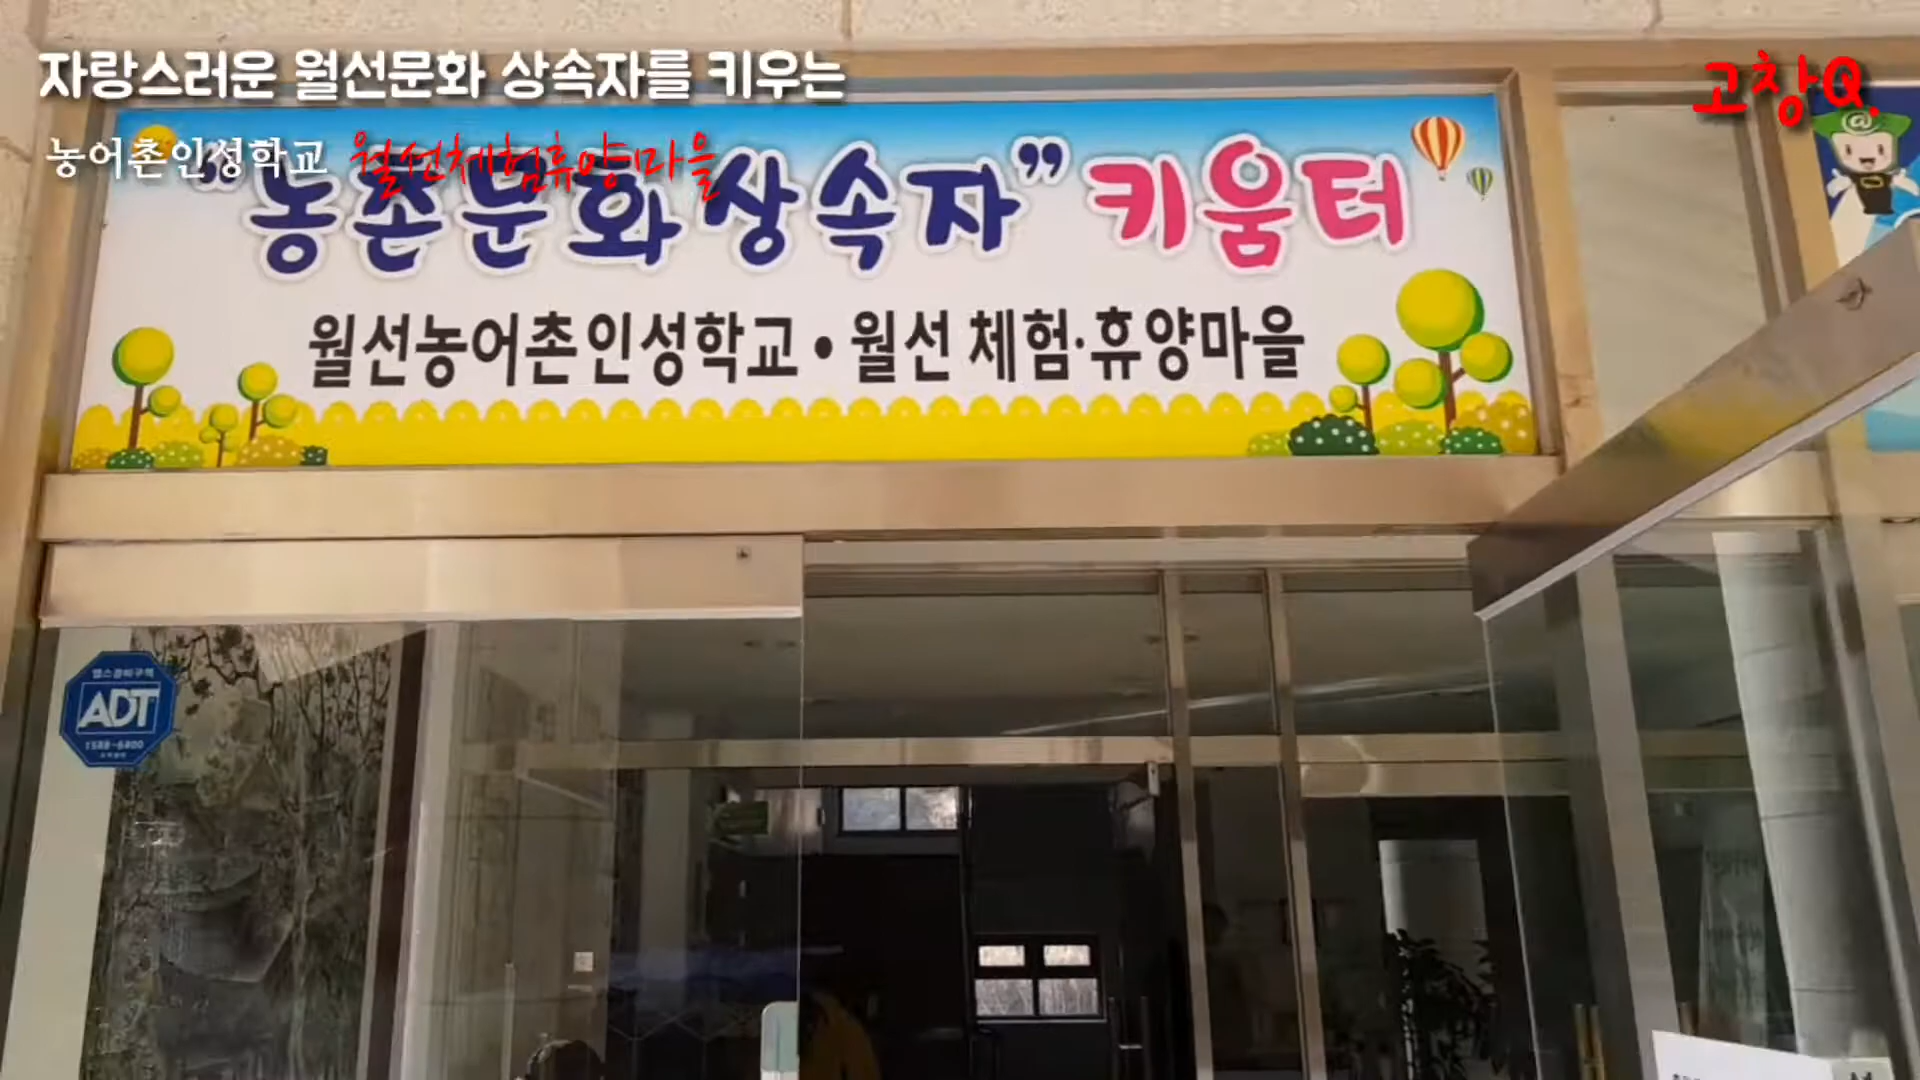 자랑스러운 월선문화 상속자를 키우는
고창Q.
농어촌인성학교 월선체험휴양마을
"농촌문화상속자" 키움터
월선농어촌인성학교 • 월선 체험·휴양마을
ADT
1588-6400